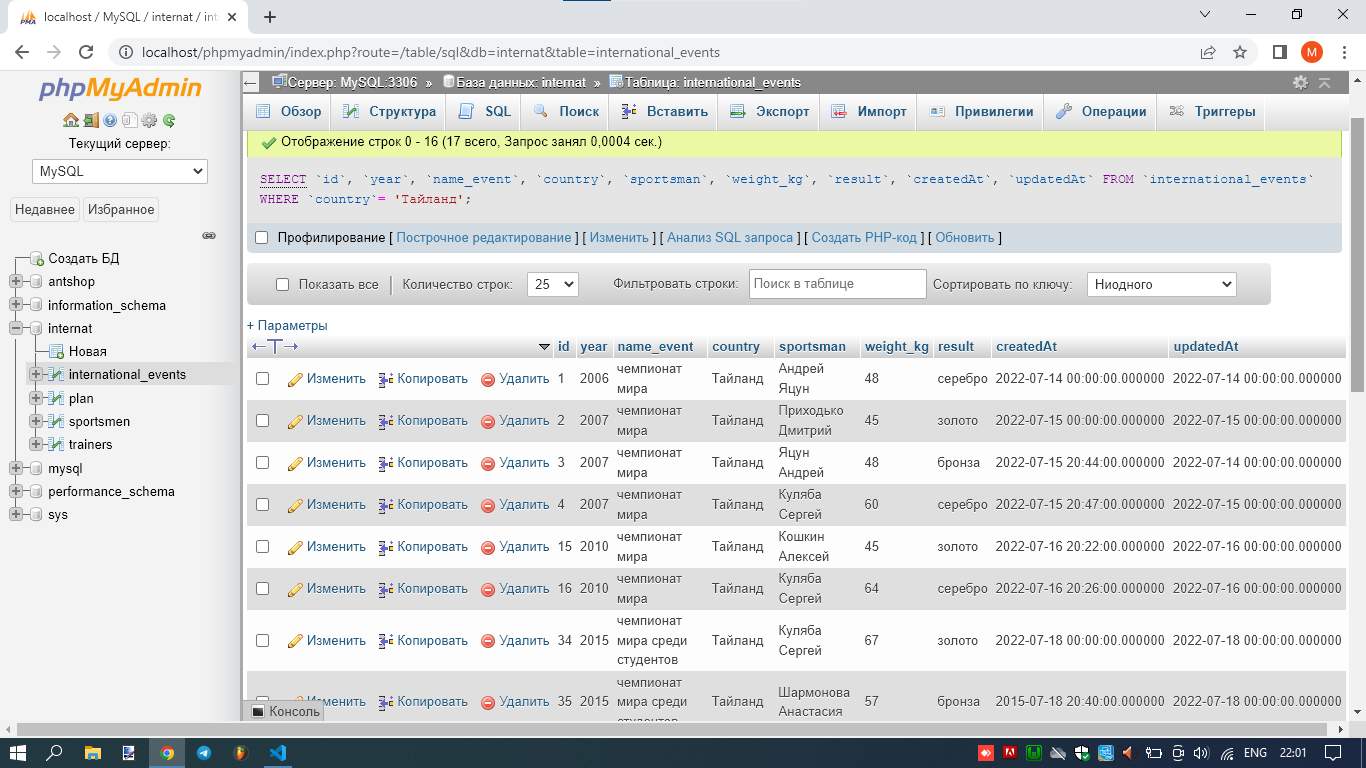 localhost / MySQL / internat / int
localhost/phpmyadmin/index.php?route=/table/sql&db=internat&table=international_events
M
phpMyAdmin
Текущий сервер:
MySQL
Недавнее Избранное
Создать БД
antshop
information_schema
internat
Новая
international_events
plan
sportsmen
trainers
mysql
performance_schema
sys
Сервер: MySQL:3306 » База данных: internat » Таблица: international_events
Обзор Структура SQL Поиск Вставить Экспорт Импорт Привилегии Операции Триггеры
Отображение строк 0 - 16 (17 всего, Запрос занял 0,0004 сек.)
SELECT `id`, `year`, `name_event`, `country`, `sportsman`, `weight_kg`, `result`, `createdAt`, `updatedAt` FROM `international_events`
WHERE `country`= 'Тайланд';
Профилирование [ Построчное редактирование ] [ Изменить ] [ Анализ SQL запроса ] [ Создать PHP-код ] [ Обновить ]
Показать все Количество строк: 25 Фильтровать строки: Поиск в таблице Сортировать по ключу: Ниодного
+ Параметры
←T→ id year name_event country sportsman weight_kg result createdAt updatedAt
Изменить Копировать Удалить 1 2006 чемпионат мира Тайланд Андрей Яцун 48 серебро 2022-07-14 00:00:00.000000 2022-07-14 00:00:00.000000
Изменить Копировать Удалить 2 2007 чемпионат мира Тайланд Приходько Дмитрий 45 золото 2022-07-15 00:00:00.000000 2022-07-15 00:00:00.000000
Изменить Копировать Удалить 3 2007 чемпионат мира Тайланд Яцун Андрей 48 бронза 2022-07-15 20:44:00.000000 2022-07-14 00:00:00.000000
Изменить Копировать Удалить 4 2007 чемпионат мира Тайланд Куляба Сергей 60 серебро 2022-07-15 20:47:00.000000 2022-07-15 00:00:00.000000
Изменить Копировать Удалить 15 2010 чемпионат мира Тайланд Кошкин Алексей 45 золото 2022-07-16 20:22:00.000000 2022-07-16 00:00:00.000000
Изменить Копировать Удалить 16 2010 чемпионат мира Тайланд Куляба Сергей 64 серебро 2022-07-16 20:26:00.000000 2022-07-16 00:00:00.000000
Изменить Копировать Удалить 34 2015 чемпионат мира среди студентов Тайланд Куляба Сергей 67 золото 2022-07-18 00:00:00.000000 2022-07-18 00:00:00.000000
Изменить Копировать Удалить 35 2015 чемпионат мира среди студентов Тайланд Шармонова Анастасия 57 бронза 2015-07-18 20:40:00.000000 2022-07-18 00:00:00.000000
Консоль
ENG 22:01